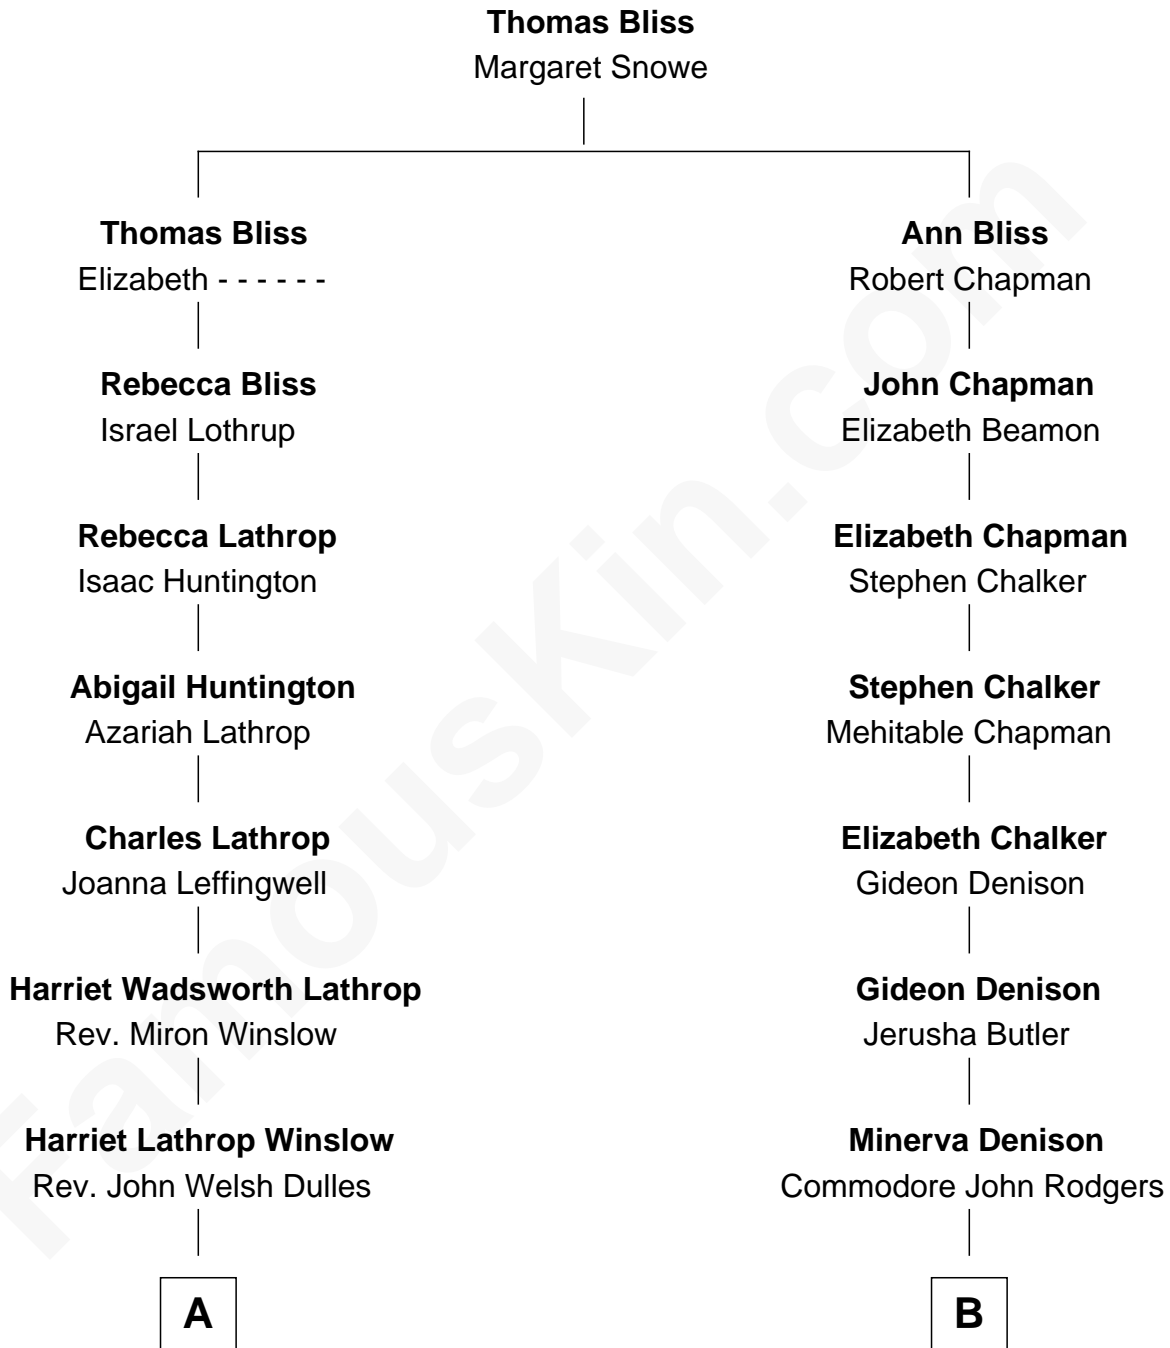 Thomas Bliss
Margaret Snowe
Thomas Bliss
Elizabeth - - - - - -
Rebecca Bliss
Israel Lothrup
Rebecca Lathrop
Isaac Huntington
Abigail Huntington
Azariah Lathrop
Charles Lathrop
Joanna Leffingwell
Harriet Wadsworth Lathrop
Rev. Miron Winslow
Harriet Lathrop Winslow
Rev. John Welsh Dulles
A
Ann Bliss
Robert Chapman
John Chapman
Elizabeth Beamon
Elizabeth Chapman
Stephen Chalker
Stephen Chalker
Mehitable Chapman
Elizabeth Chalker
Gideon Denison
Gideon Denison
Jerusha Butler
Minerva Denison
Commodore John Rodgers
B
FamousKin.com